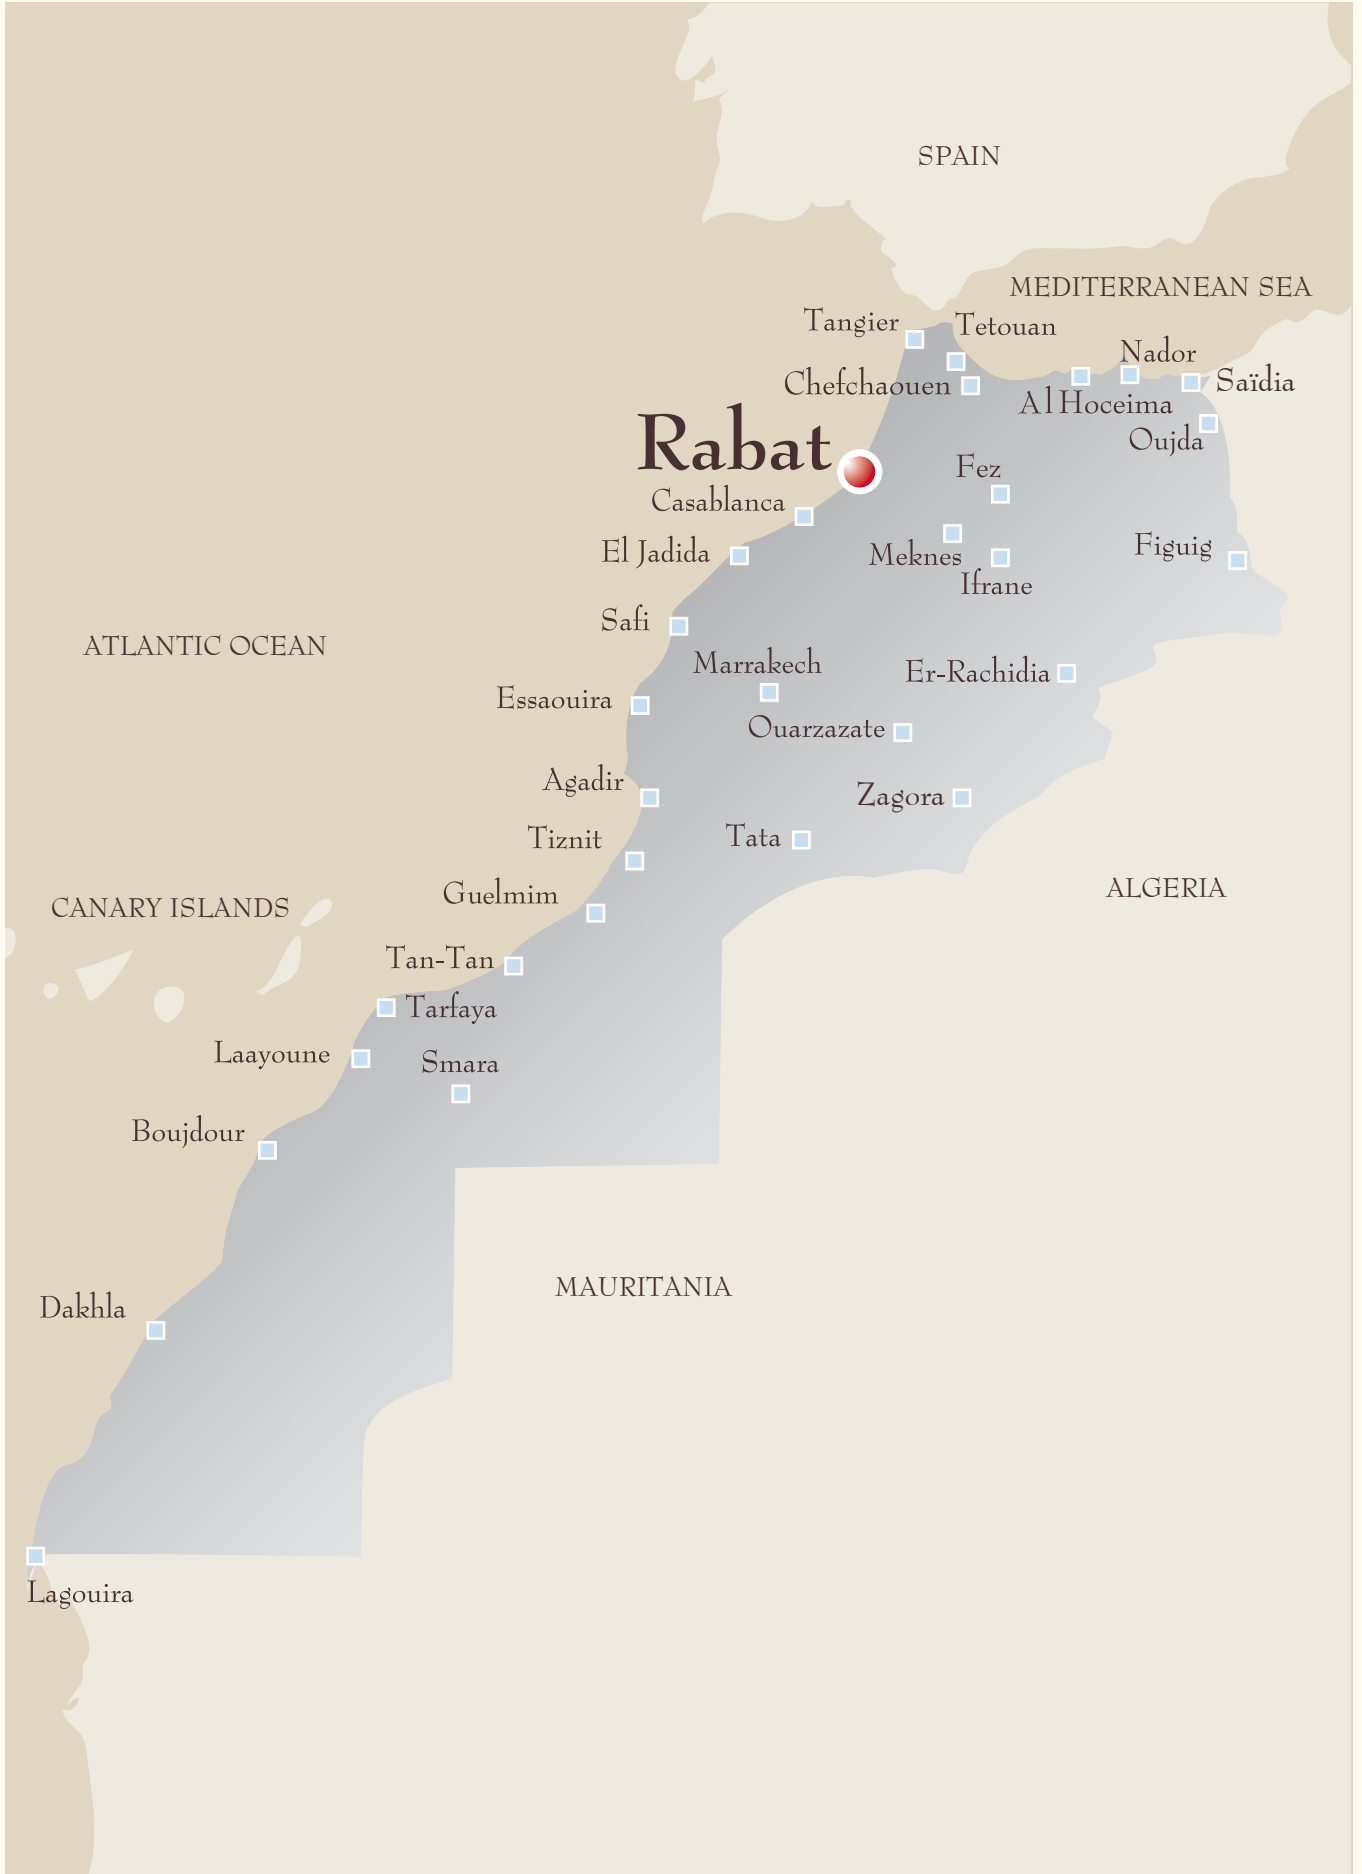 SPAIN
MEDITERRANEAN SEA
Tangier
Tetouan
Nador
Chefchaouen
Saïdia
Al Hoceima
Rabat
Oujda
Fez
Casablanca
El Jadida
Meknes
Figuig
Ifrane
Safi
ATLANTIC OCEAN
Marrakech
Er-Rachidia
Essaouira
Ouarzazate
Agadir
Zagora
Tiznit
Tata
ALGERIA
Guelmim
CANARY ISLANDS
Tan-Tan
Tarfaya
Laayoune
Smara
Boujdour
MAURITANIA
Dakhla
Lagouira